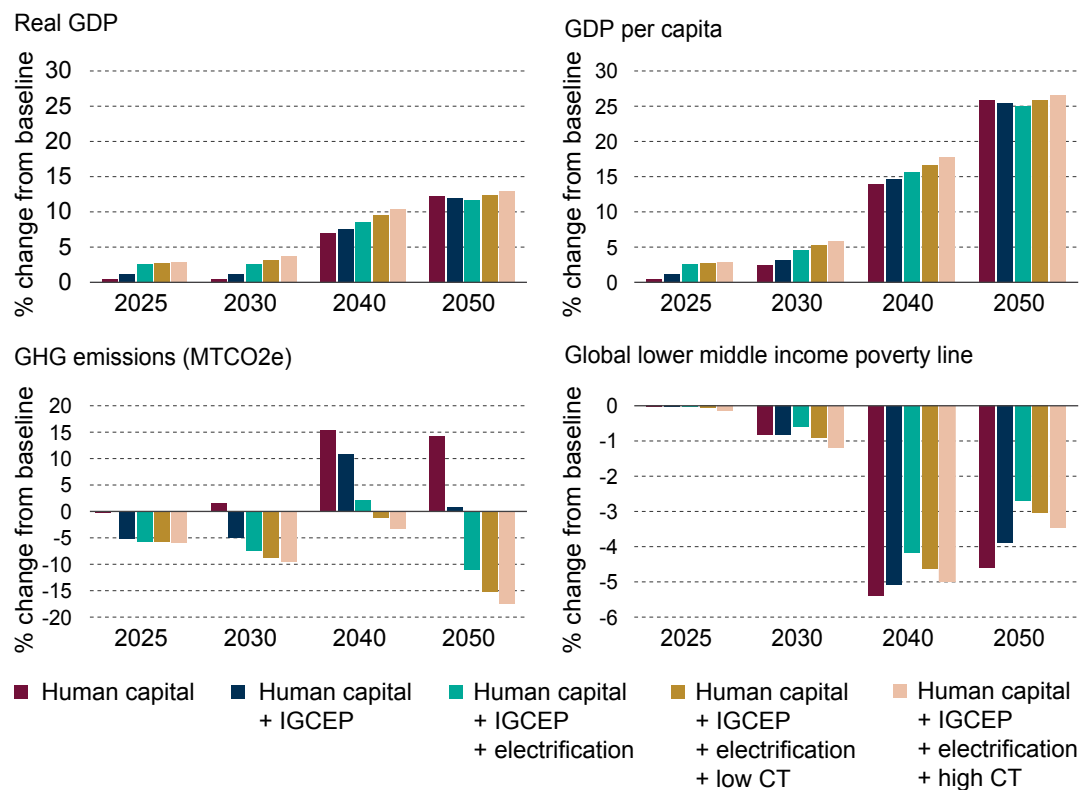 Real GDP
% change from baseline
30
25
20
15
10
5
0
2025 2030 2040 2050
GDP per capita
% change from baseline
30
25
20
15
10
5
0
2025 2030 2040 2050
GHG emissions (MTCO2e)
% change from baseline
20
15
10
5
0
-5
-10
-15
-20
2025 2030 2040 2050
Global lower middle income poverty line
% change from baseline
0
-1
-2
-3
-4
-5
-6
2025 2030 2040 2050
Human capital
Human capital
+ IGCEP
Human capital
+ IGCEP
+ electrification
Human capital
+ IGCEP
+ electrification
+ low CT
Human capital
+ IGCEP
+ electrification
+ high CT